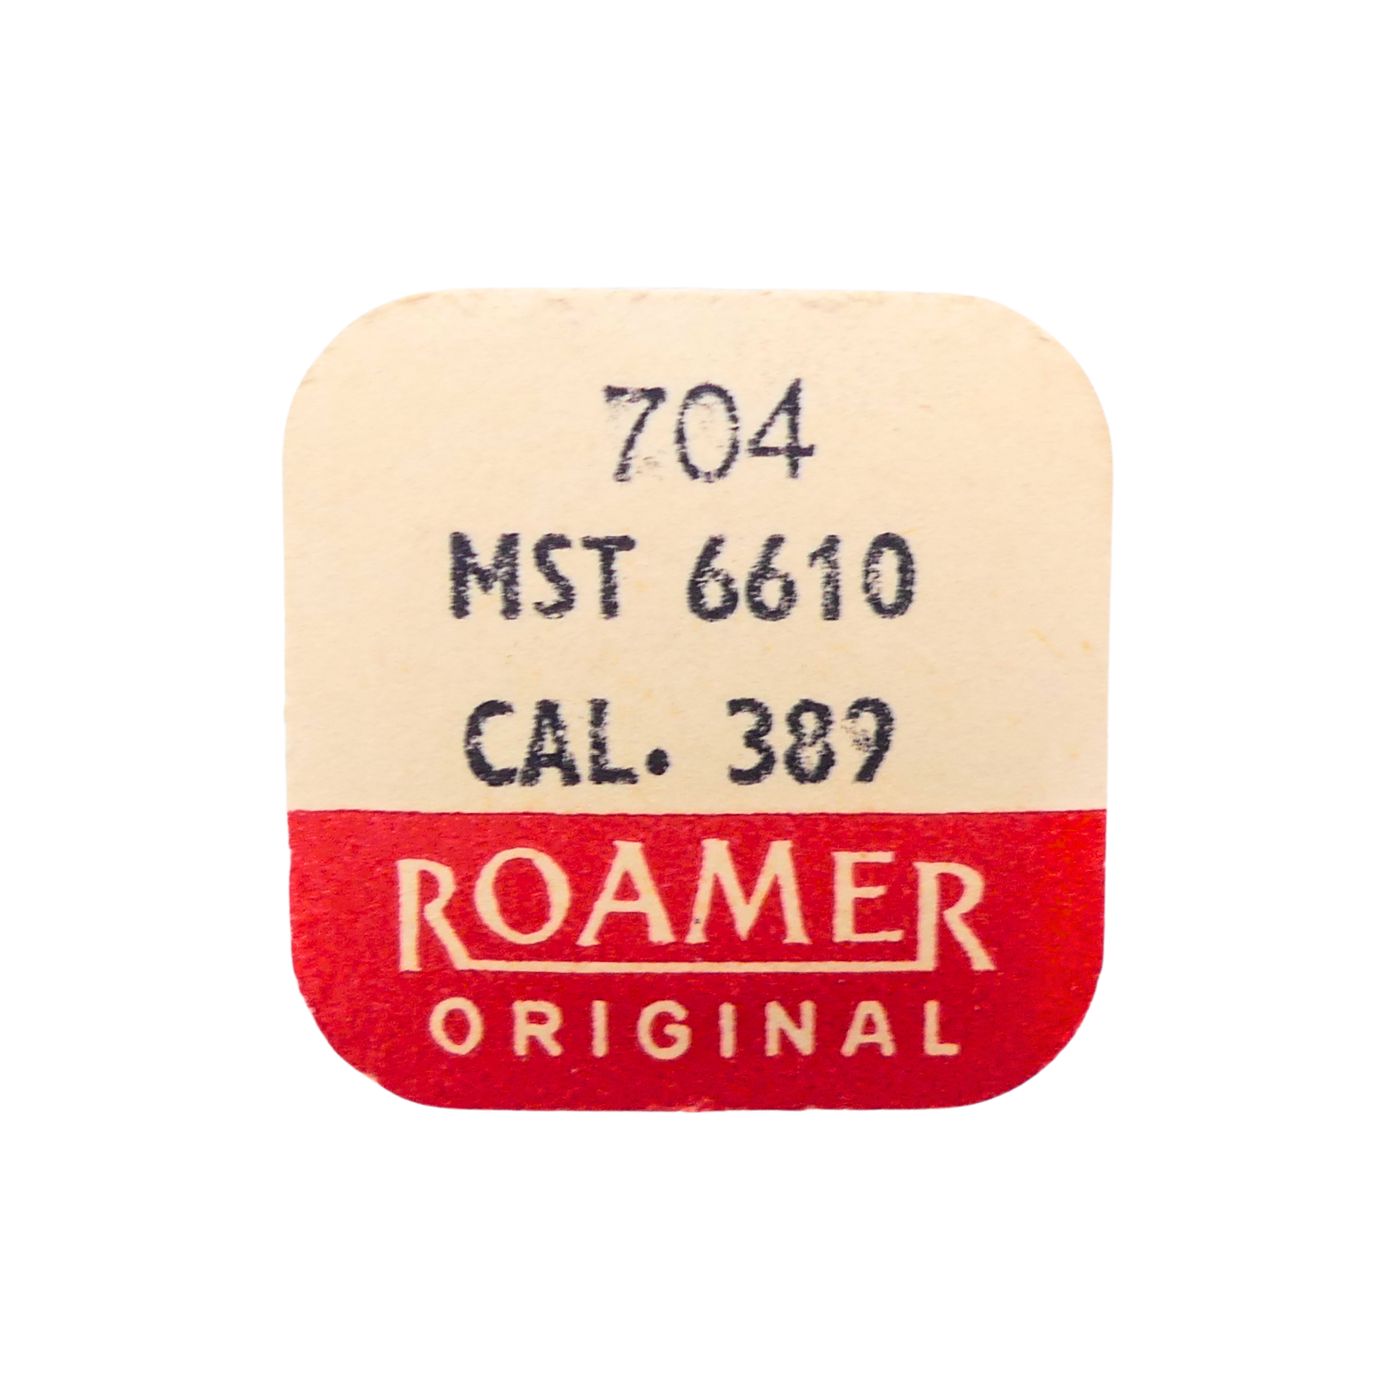 704
MST 6610
CAL. 389
ROAMER
ORIGINAL